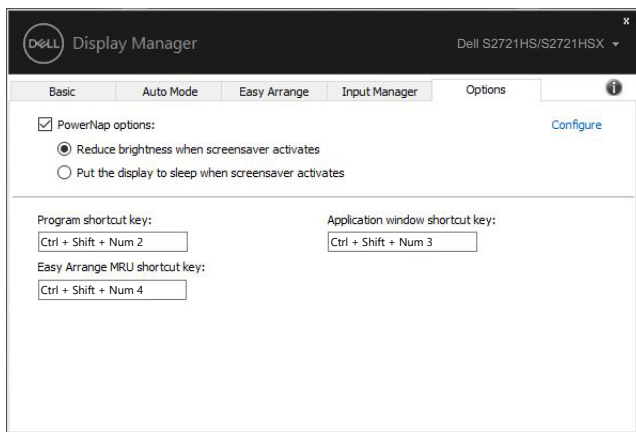 x
DELL Display Manager Dell S2721HS/S2721HSX
Basic Auto Mode Easy Arrange Input Manager Options
PowerNap options: Configure
Reduce brightness when screensaver activates
Put the display to sleep when screensaver activates
Program shortcut key: Application window shortcut key:
Ctrl + Shift + Num 2 Ctrl + Shift + Num 3
Easy Arrange MRU shortcut key:
Ctrl + Shift + Num 4